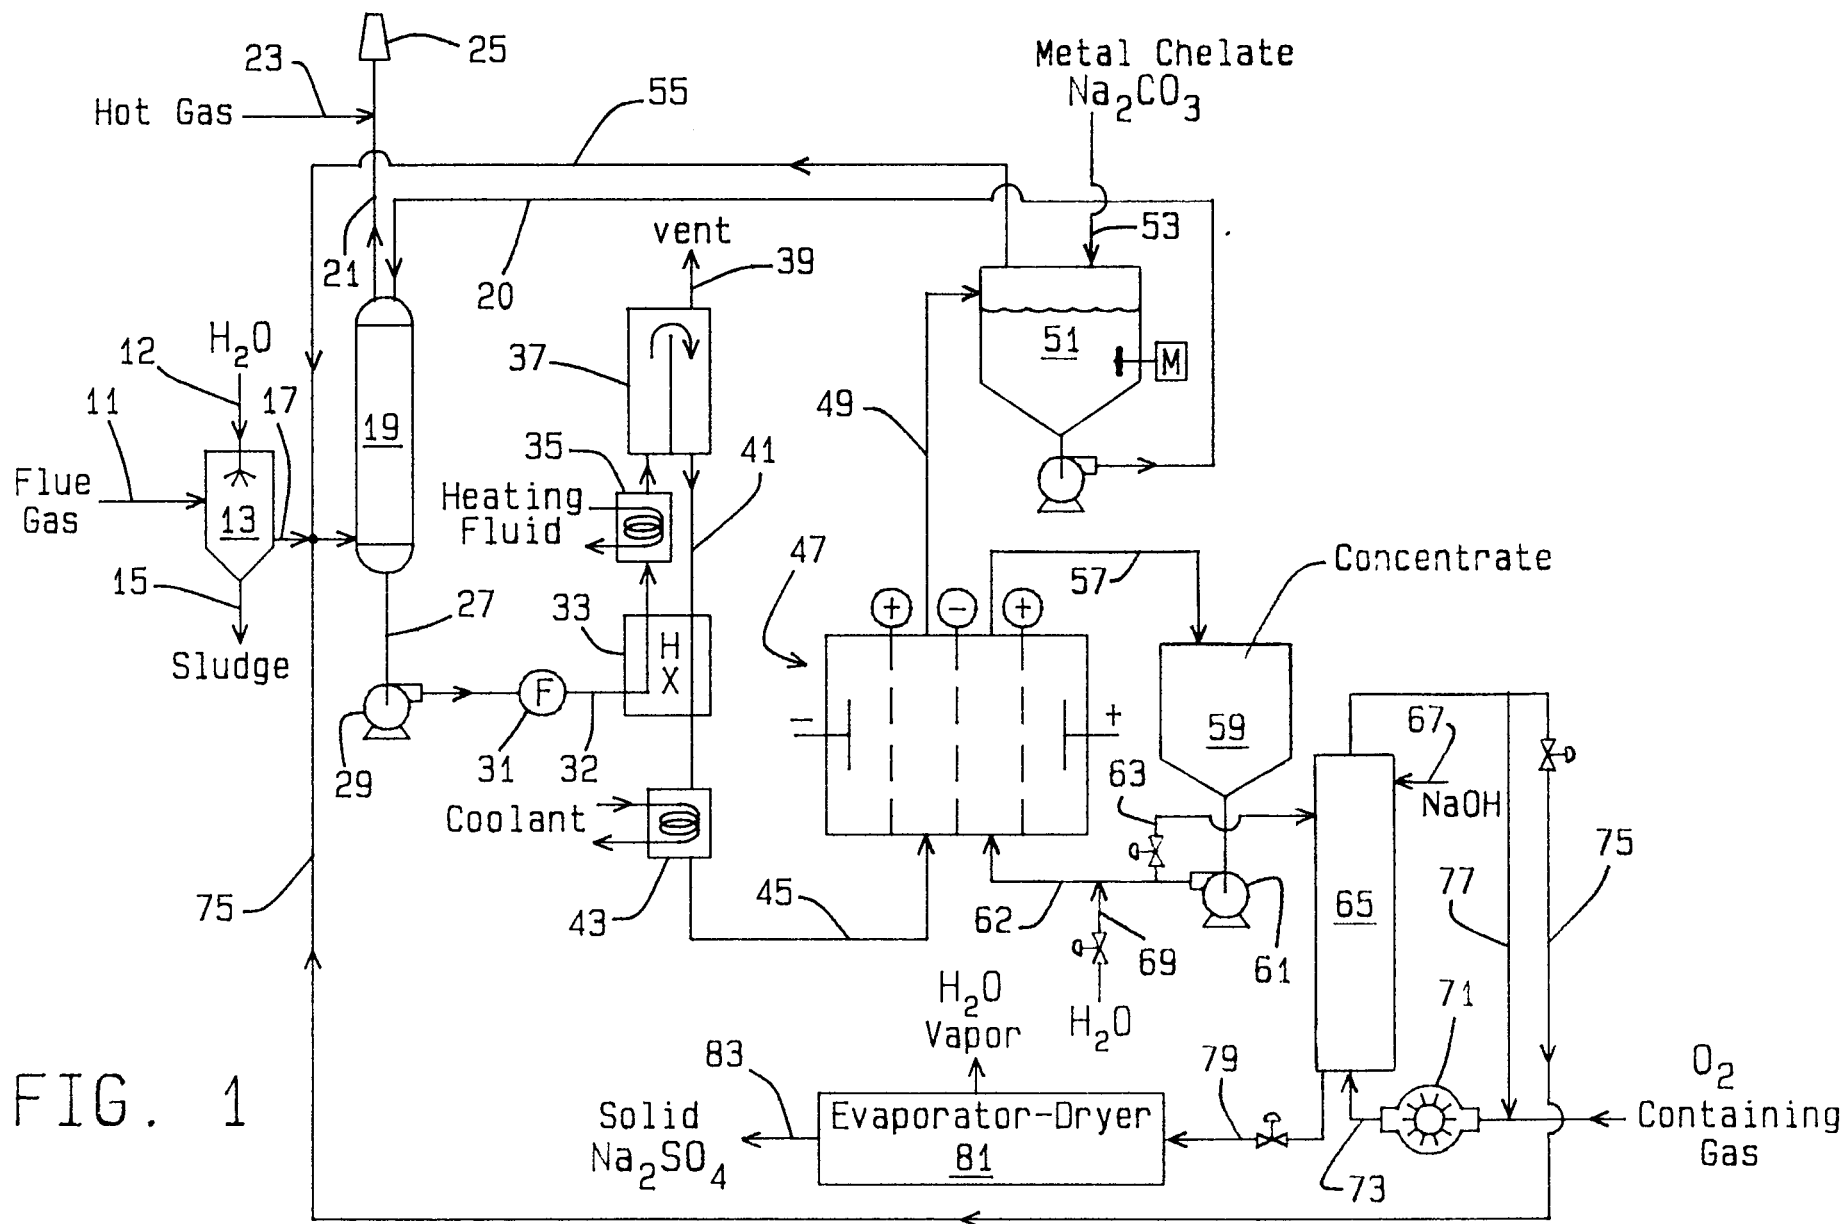 25
23
Hot Gas
55
Metal Chelate
Na2CO3
21
20
vent
39
53
H2O
12
37
51
M
11
17
19
49
35
41
Flue
Gas
13
Heating
Fluid
15
27
33
H
X
47
+
-
+
57
Concentrate
Sludge
F
-
+
59
67
29
31
32
63
NaOH
Coolant
75
43
45
62
69
61
65
77
75
H2O
H2O
Vapor
71
83
79
O2
Containing
Gas
FIG. 1
Solid
Na2SO4
Evaporator-Dryer
81
73